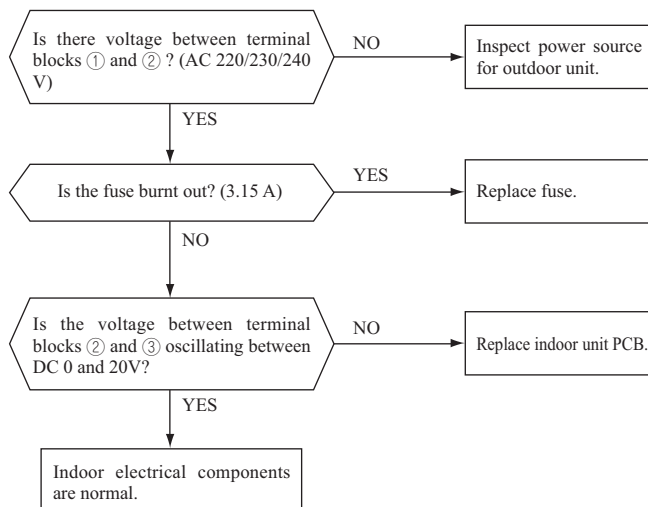 Is there voltage between terminal
blocks ① and ② ? (AC 220/230/240
V)
NO
Inspect power source
for outdoor unit.
YES
Is the fuse burnt out? (3.15 A)
YES
Replace fuse.
NO
Is the voltage between terminal
blocks ② and ③ oscillating between
DC 0 and 20V?
NO
Replace indoor unit PCB.
YES
Indoor electrical components
are normal.